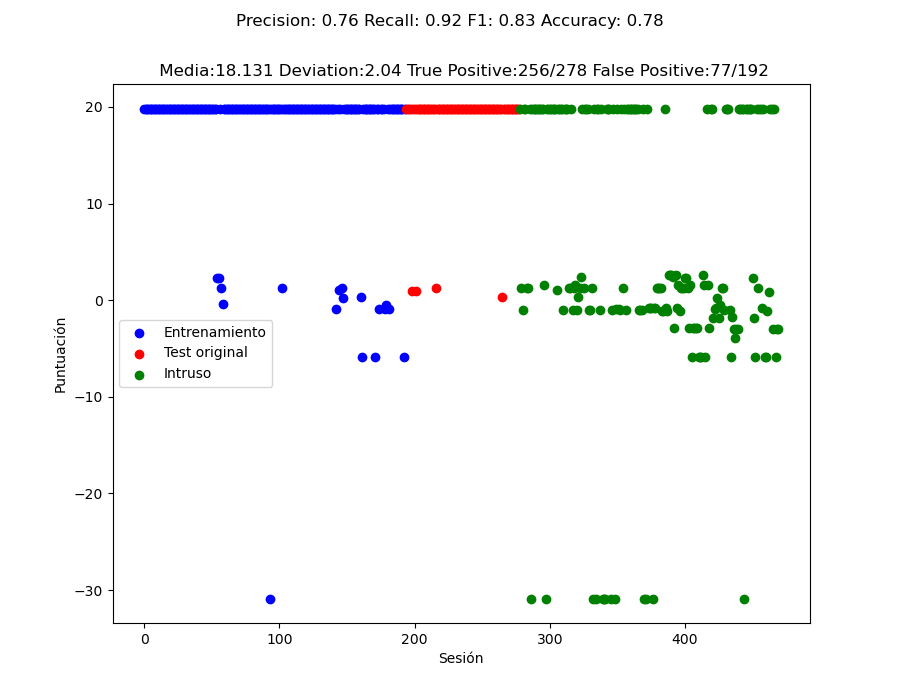 Precision: 0.76 Recall: 0.92 F1: 0.83 Accuracy: 0.78
Media:18.131 Deviation:2.04 True Positive:256/278 False Positive:77/192
20
10
0
−10
−20
−30
Puntuación
Entrenamiento
Test original
Intruso
0 100 200 300 400
Sesión